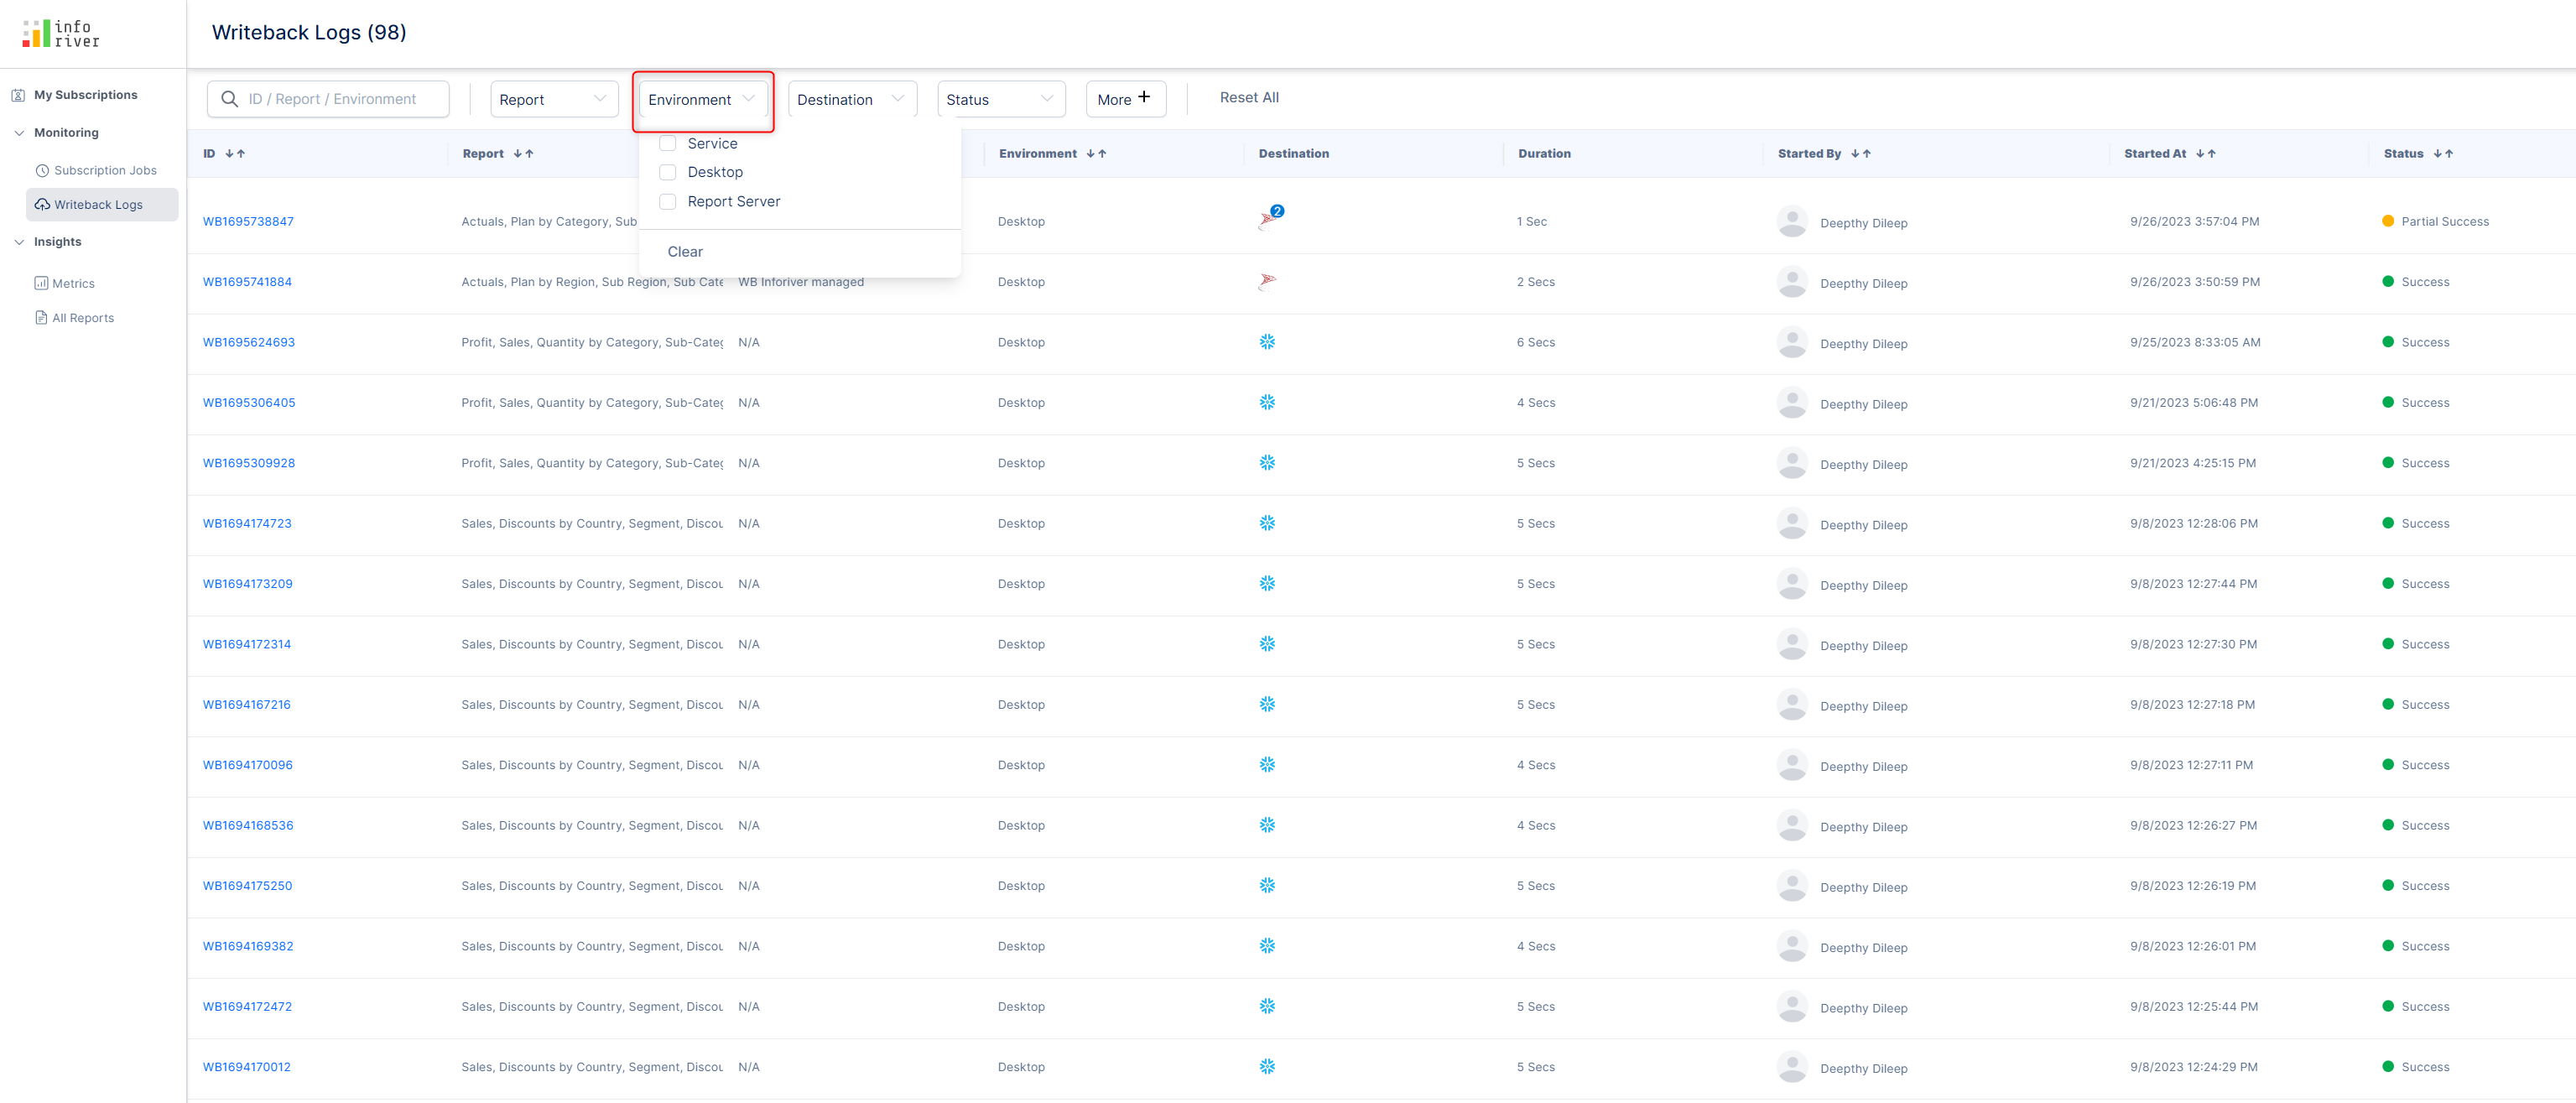 info
river
Writeback Logs (98)
My Subscriptions
Monitoring
Subscription Jobs
Writeback Logs
Insights
Metrics
All Reports
ID / Report / Environment
Report
Environment
Destination
Status
More +
Reset All
Service
Desktop
Report Server
Clear
ID Report Environment Destination Duration Started By Started At Status
WB1695738847 Actuals, Plan by Category, Sub Desktop 2 1 Sec Deepthy Dileep 9/26/2023 3:57:04 PM Partial Success
WB1695741884 Actuals, Plan by Region, Sub Region, Sub Cate WB Inforiver managed Desktop 2 Secs Deepthy Dileep 9/26/2023 3:50:59 PM Success
WB1695624693 Profit, Sales, Quantity by Category, Sub-Categ N/A Desktop 6 Secs Deepthy Dileep 9/25/2023 8:33:05 AM Success
WB1695306405 Profit, Sales, Quantity by Category, Sub-Categ N/A Desktop 4 Secs Deepthy Dileep 9/21/2023 5:06:48 PM Success
WB1695309928 Profit, Sales, Quantity by Category, Sub-Categ N/A Desktop 5 Secs Deepthy Dileep 9/21/2023 4:25:15 PM Success
WB1694174723 Sales, Discounts by Country, Segment, Discou N/A Desktop 5 Secs Deepthy Dileep 9/8/2023 12:28:06 PM Success
WB1694173209 Sales, Discounts by Country, Segment, Discou N/A Desktop 5 Secs Deepthy Dileep 9/8/2023 12:27:44 PM Success
WB1694172314 Sales, Discounts by Country, Segment, Discou N/A Desktop 5 Secs Deepthy Dileep 9/8/2023 12:27:30 PM Success
WB1694167216 Sales, Discounts by Country, Segment, Discou N/A Desktop 5 Secs Deepthy Dileep 9/8/2023 12:27:18 PM Success
WB1694170096 Sales, Discounts by Country, Segment, Discou N/A Desktop 4 Secs Deepthy Dileep 9/8/2023 12:27:11 PM Success
WB1694168536 Sales, Discounts by Country, Segment, Discou N/A Desktop 4 Secs Deepthy Dileep 9/8/2023 12:26:27 PM Success
WB1694175250 Sales, Discounts by Country, Segment, Discou N/A Desktop 5 Secs Deepthy Dileep 9/8/2023 12:26:19 PM Success
WB1694169382 Sales, Discounts by Country, Segment, Discou N/A Desktop 4 Secs Deepthy Dileep 9/8/2023 12:26:01 PM Success
WB1694172472 Sales, Discounts by Country, Segment, Discou N/A Desktop 5 Secs Deepthy Dileep 9/8/2023 12:25:44 PM Success
WB1694170012 Sales, Discounts by Country, Segment, Discou N/A Desktop 5 Secs Deepthy Dileep 9/8/2023 12:24:29 PM Success